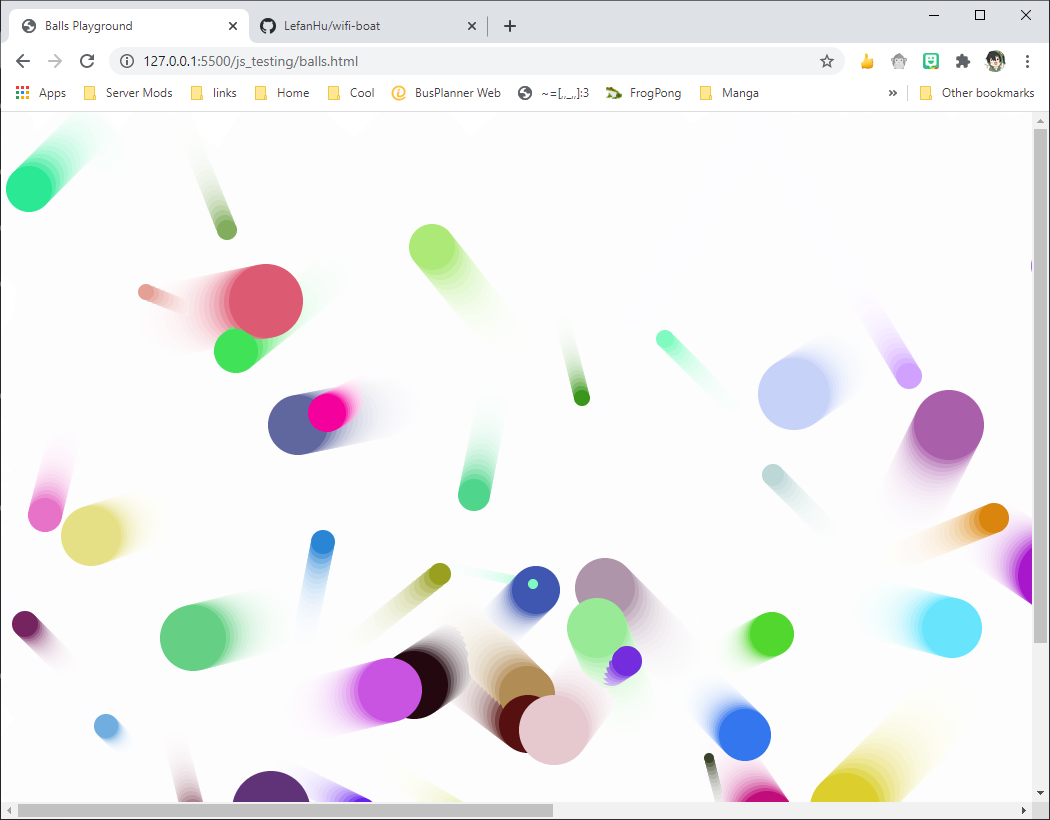 Balls Playground
LefanHu/wifi-boat
127.0.0.1:5500/js_testing/balls.html
Apps Server Mods links Home Cool BusPlanner Web ~=[,,_,,]:3 FrogPong Manga » Other bookmarks